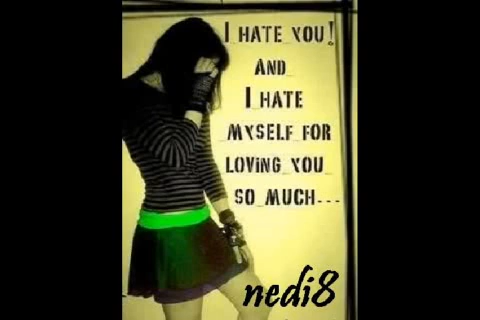 I HATE YOU!
AND
I HATE
MYSELF FOR
LOVING YOU
SO MUCH...
nedi8